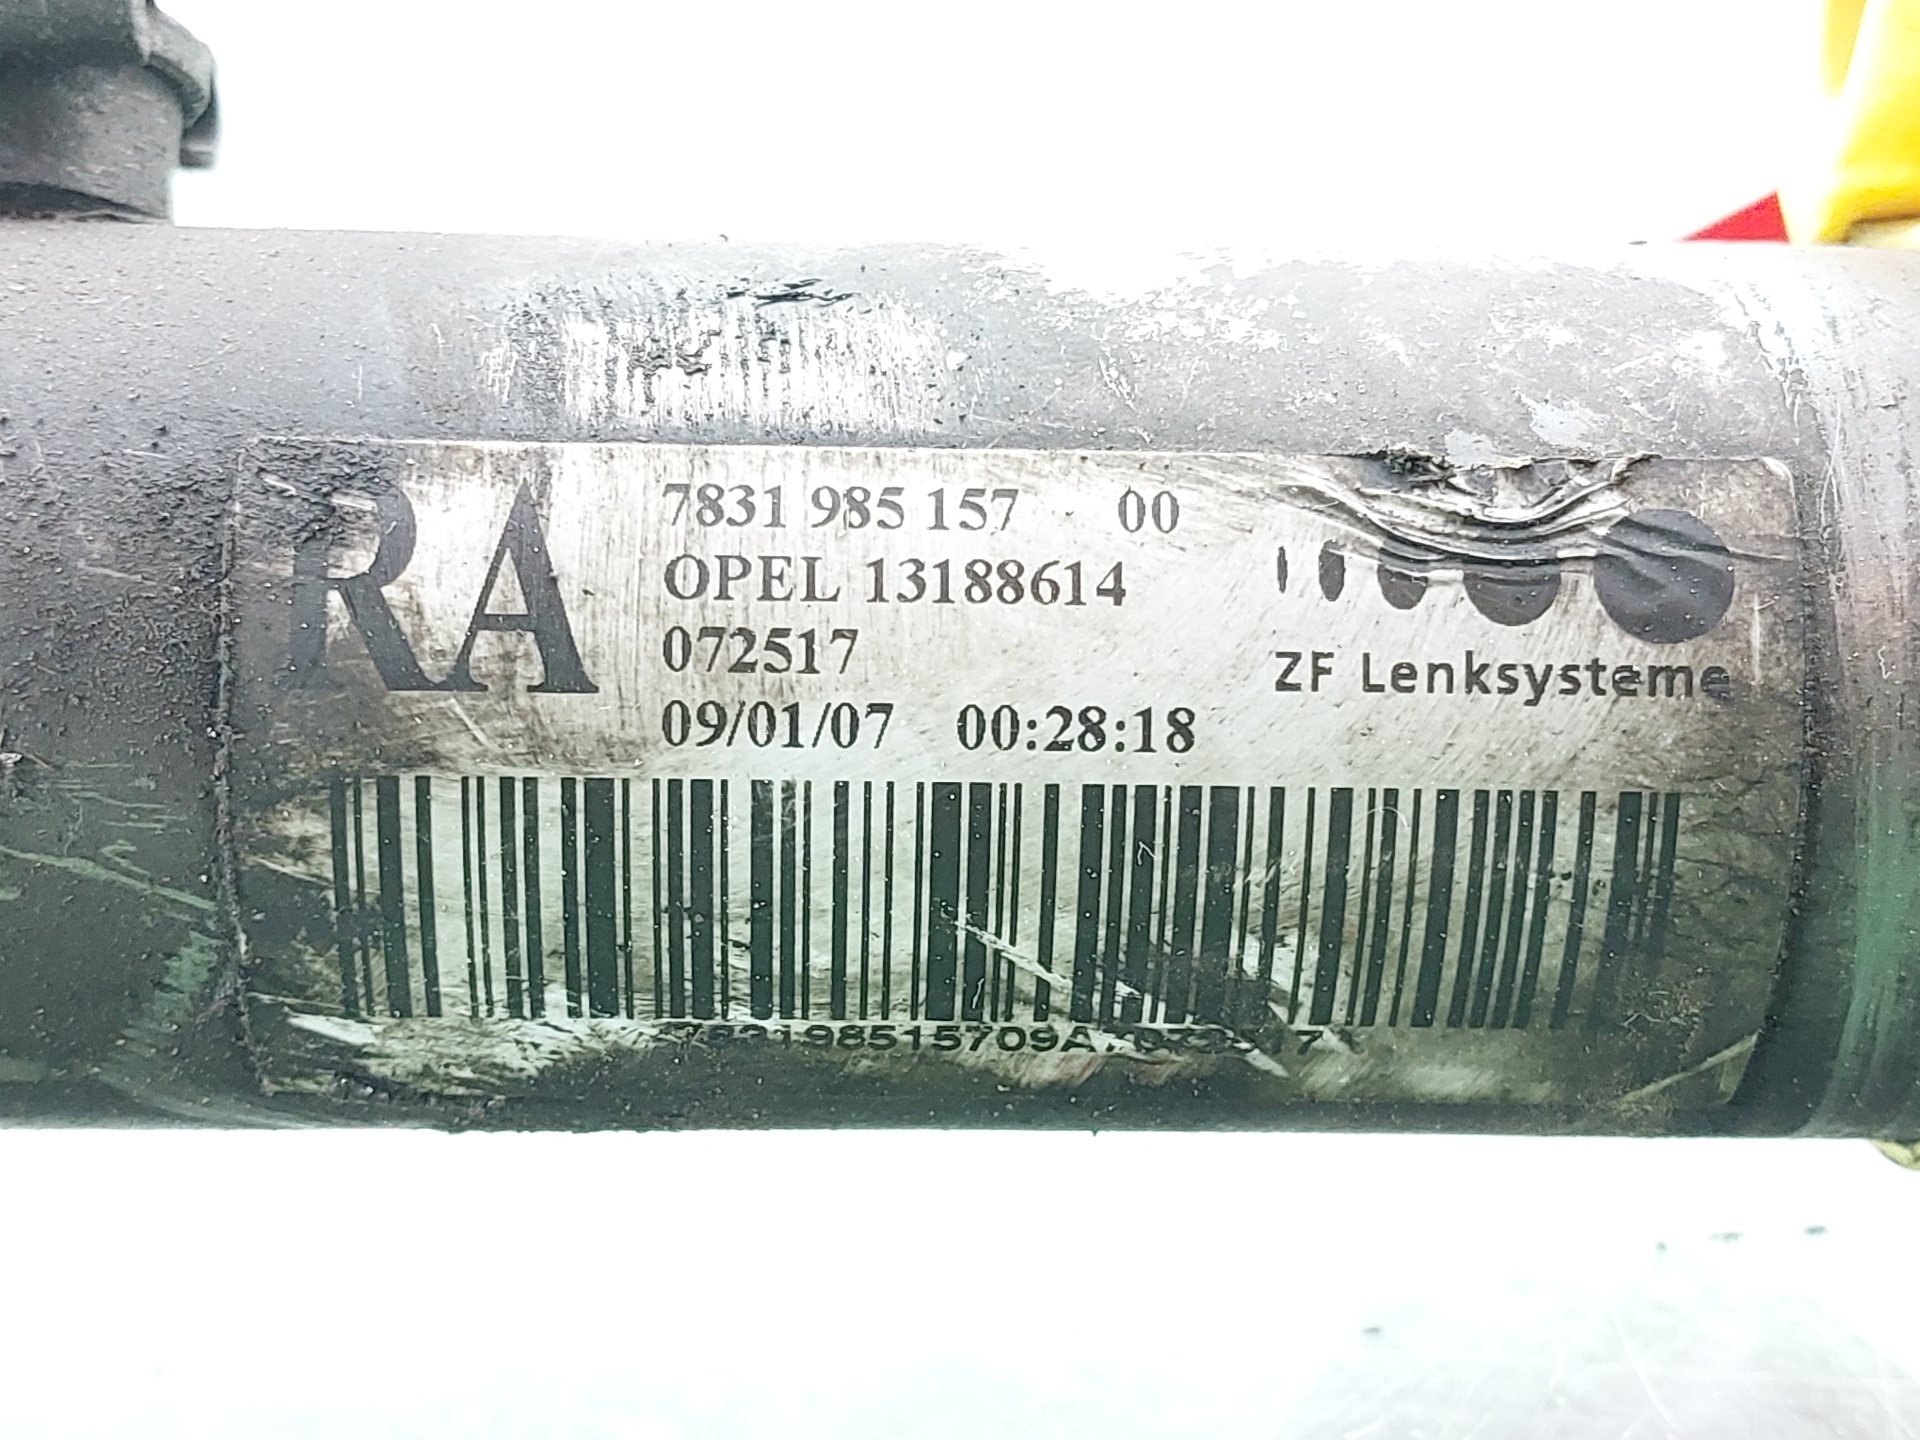 RA
7831 985 157 00
OPEL 13188614
072517
09/01/07 00:28:18
ZF Lenksysteme